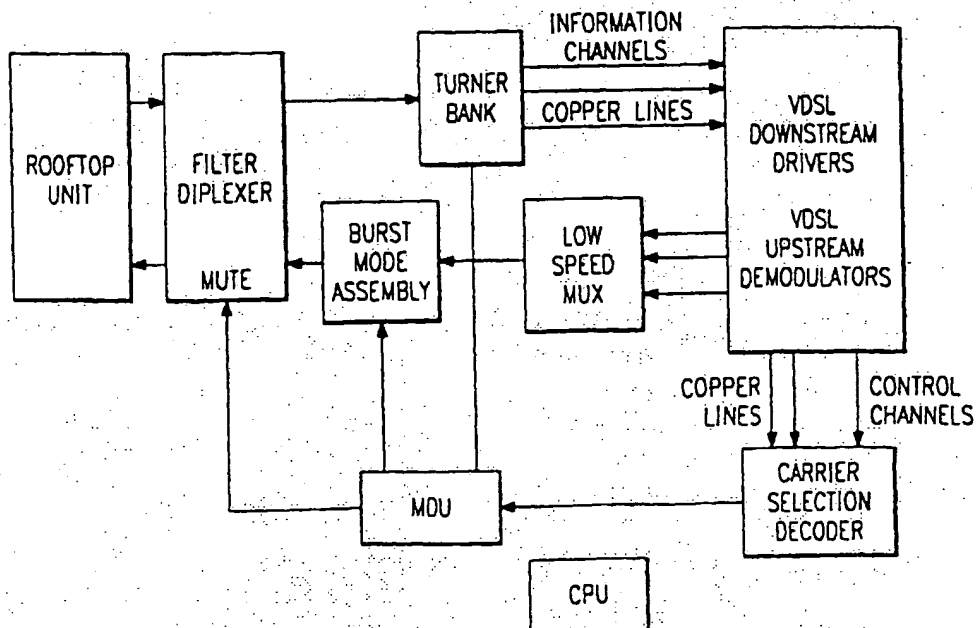 INFORMATION
CHANNELS
TURNER
BANK
COPPER LINES
ROOFTOP
UNIT
FILTER
DIPLEXER
MUTE
VDSL
DOWNSTREAM
DRIVERS
VDSL
UPSTREAM
DEMODULATORS
BURST
MODE
ASSEMBLY
LOW
SPEED
MUX
COPPER
LINES
CONTROL
CHANNELS
MDU
CARRIER
SELECTION
DECODER
CPU